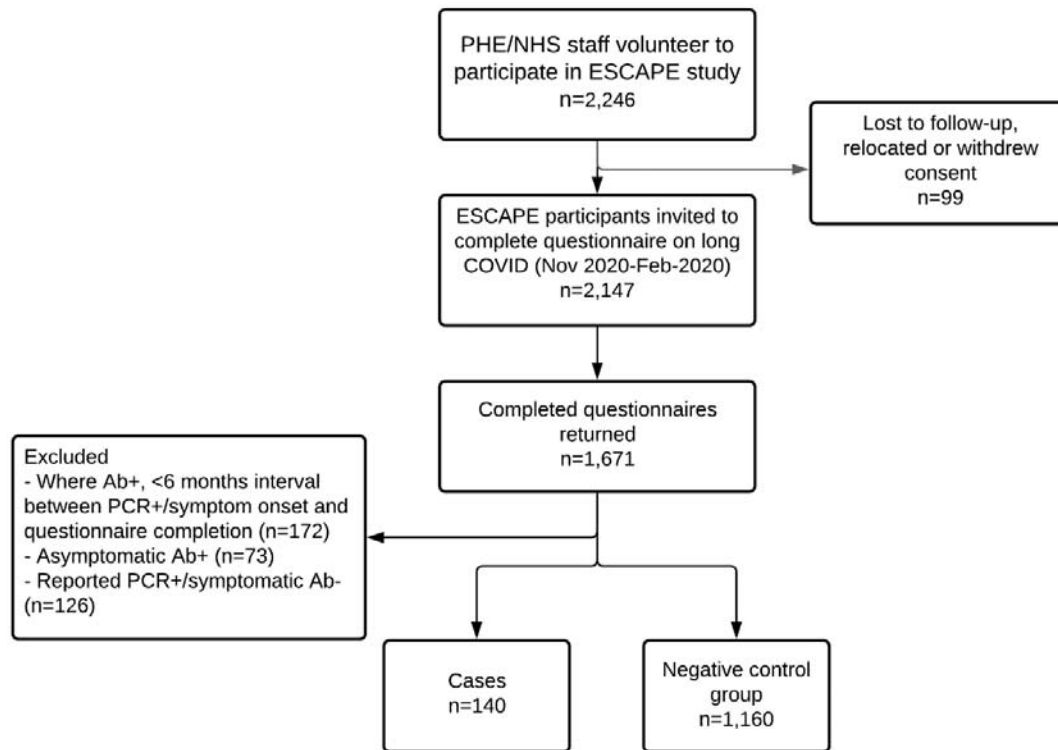 PHE/NHS staff volunteer to
participate in ESCAPE study
n=2,246
Lost to follow-up,
relocated or withdrew
consent
n=99
ESCAPE participants invited to
complete questionnaire on long
COVID (Nov 2020-Feb-2020)
n=2,147
Completed questionnaires
returned
n=1,671
Excluded
- Where Ab+, <6 months interval
between PCR+/symptom onset and
questionnaire completion (n=172)
- Asymptomatic Ab+ (n=73)
- Reported PCR+/symptomatic Ab-
(n=126)
Cases
n=140
Negative control
group
n=1,160